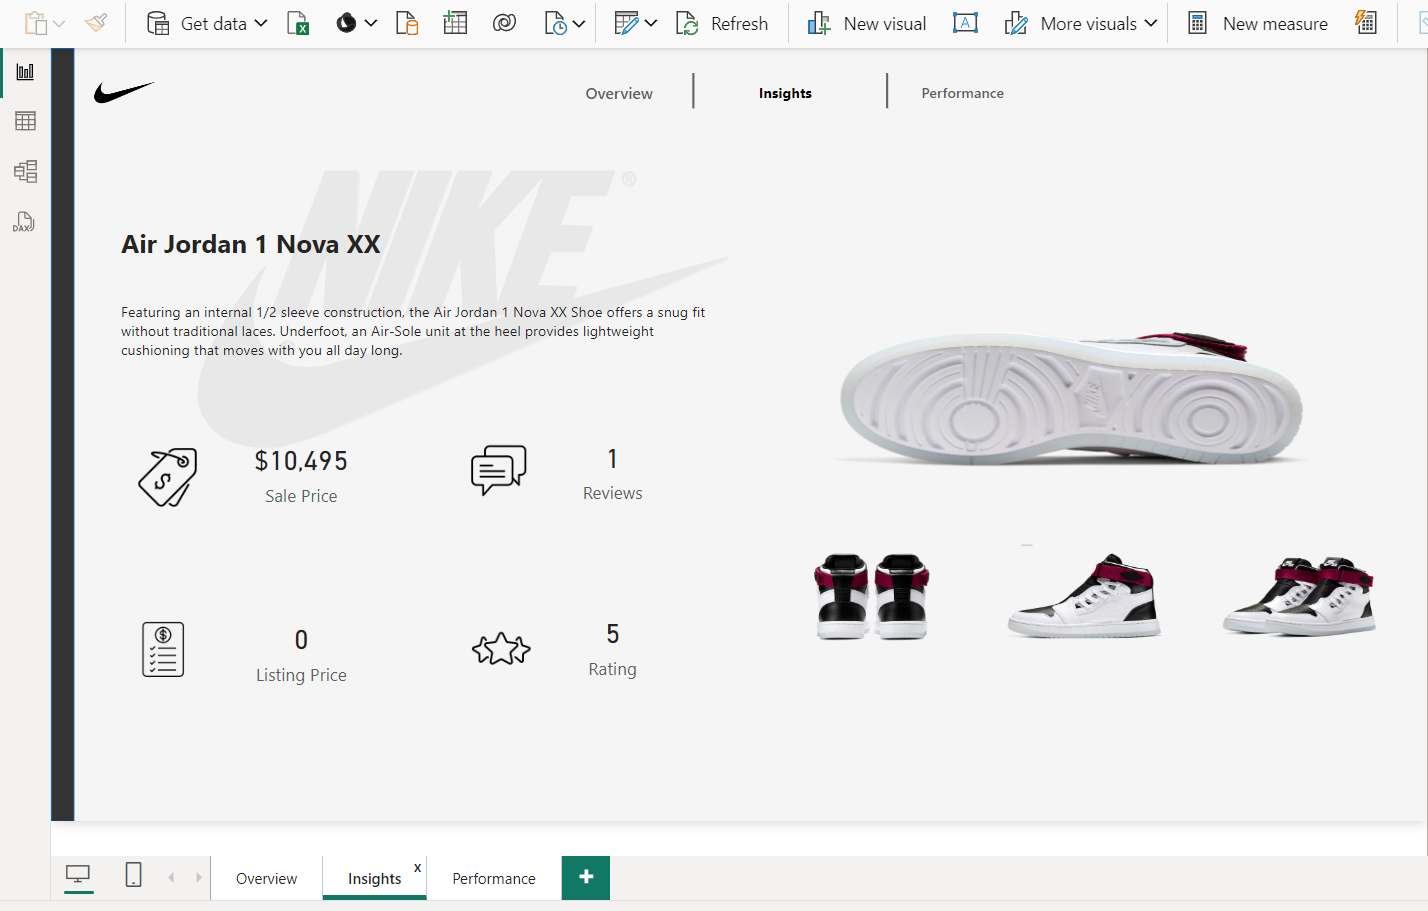 Get data
Refresh
New visual
A
More visuals
New measure
X
DAX
Overview
Insights
Performance
NIKE ®
Air Jordan 1 Nova XX
Featuring an internal 1/2 sleeve construction, the Air Jordan 1 Nova XX Shoe offers a snug fit
without traditional laces. Underfoot, an Air-Sole unit at the heel provides lightweight
cushioning that moves with you all day long.
$10,495
Sale Price
1
Reviews
0
Listing Price
5
Rating
NIKE
S
$
Overview
Insights
x
Performance
+